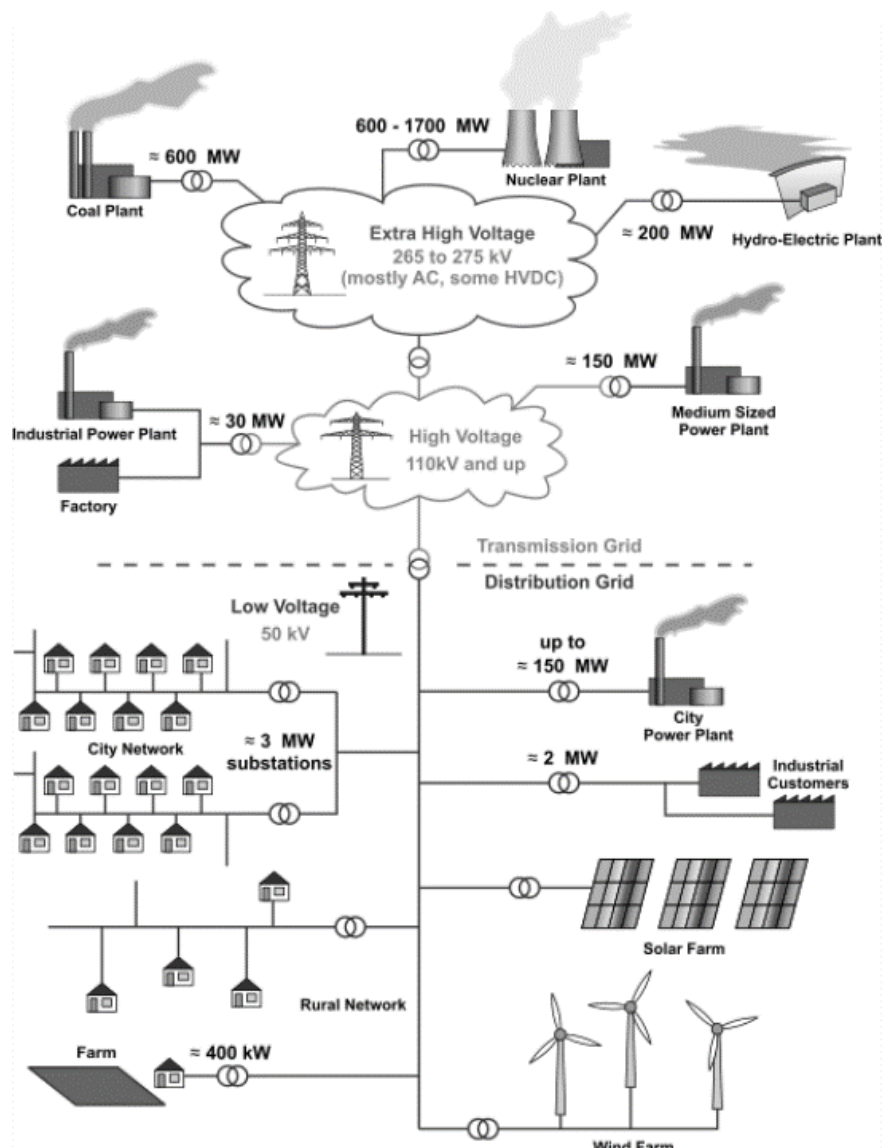 600 - 1700 MW
≈ 600 MW
Nuclear Plant
Coal Plant
Extra High Voltage
265 to 275 kV
(mostly AC, some HVDC)
≈ 200 MW
Hydro-Electric Plant
≈ 150 MW
≈ 30 MW
Industrial Power Plant
High Voltage
110kV and up
Medium Sized
Power Plant
Factory
Transmission Grid
Distribution Grid
Low Voltage
50 kV
up to
≈ 150 MW
City
Power Plant
City Network
≈ 3 MW
substations
≈ 2 MW
Industrial
Customers
Solar Farm
Rural Network
Farm
≈ 400 kW
Wind Farm